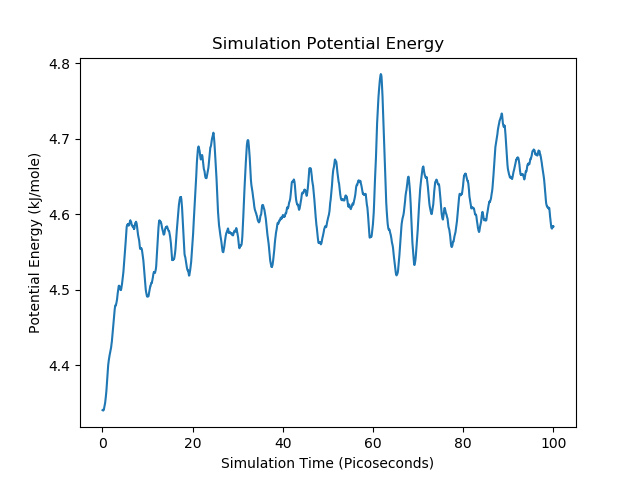 Simulation Potential Energy
4.8
4.7
4.6
4.5
4.4
Potential Energy (kJ/mole)
0 20 40 60 80 100
Simulation Time (Picoseconds)